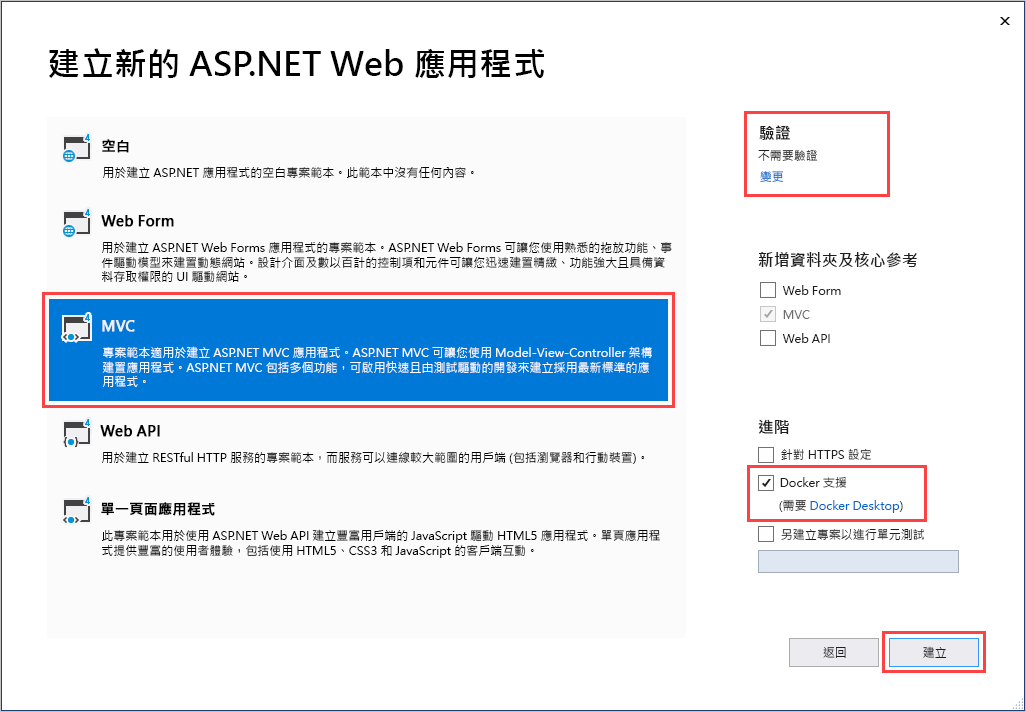 建立新的 ASP.NET Web 應用程式
空白
用於建立 ASP.NET 應用程式的空白專案範本。此範本中沒有任何內容。
Web Form
用於建立 ASP.NET Web Forms 應用程式的專案範本。ASP.NET Web Forms 可讓您使用熟悉的拖放功能、事
件驅動模型來建置動態網站。設計介面及數以百計的控制項和元件可讓您迅速建置精緻、功能強大且具備資
料存取權限的 UI 驅動網站。
MVC
專案範本適用於建立 ASP.NET MVC 應用程式。ASP.NET MVC 可讓您使用 Model-View-Controller 架構
建置應用程式。ASP.NET MVC 包括多個功能，可啟用快速且由測試驅動的開發來建立採用最新標準的應
用程式。
Web API
用於建立 RESTful HTTP 服務的專案範本，而服務可以連線較大範圍的用戶端 (包括瀏覽器和行動裝置)。
單一頁面應用程式
此專案範本用於使用 ASP.NET Web API 建立豐富用戶端的 JavaScript 驅動 HTML5 應用程式。單頁應用程
式提供豐富的使用者體驗，包括使用 HTML5、CSS3 和 JavaScript 的客戶端互動。
驗證
不需要驗證
變更
新增資料夾及核心參考
Web Form
MVC
Web API
進階
針對 HTTPS 設定
Docker 支援
(需要 Docker Desktop)
另建立專案以進行單元測試
返回
建立